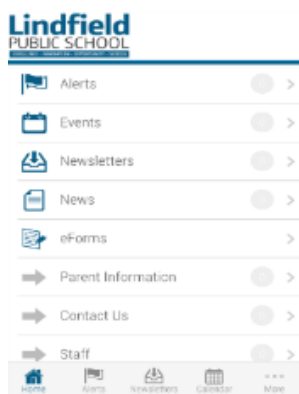 Lindfield
PUBLIC SCHOOL
Alerts
Events
Newsletters
News
eForms
Parent Information
Contact Us
Staff
Home
Alerts
Newsletters
Calendar
More